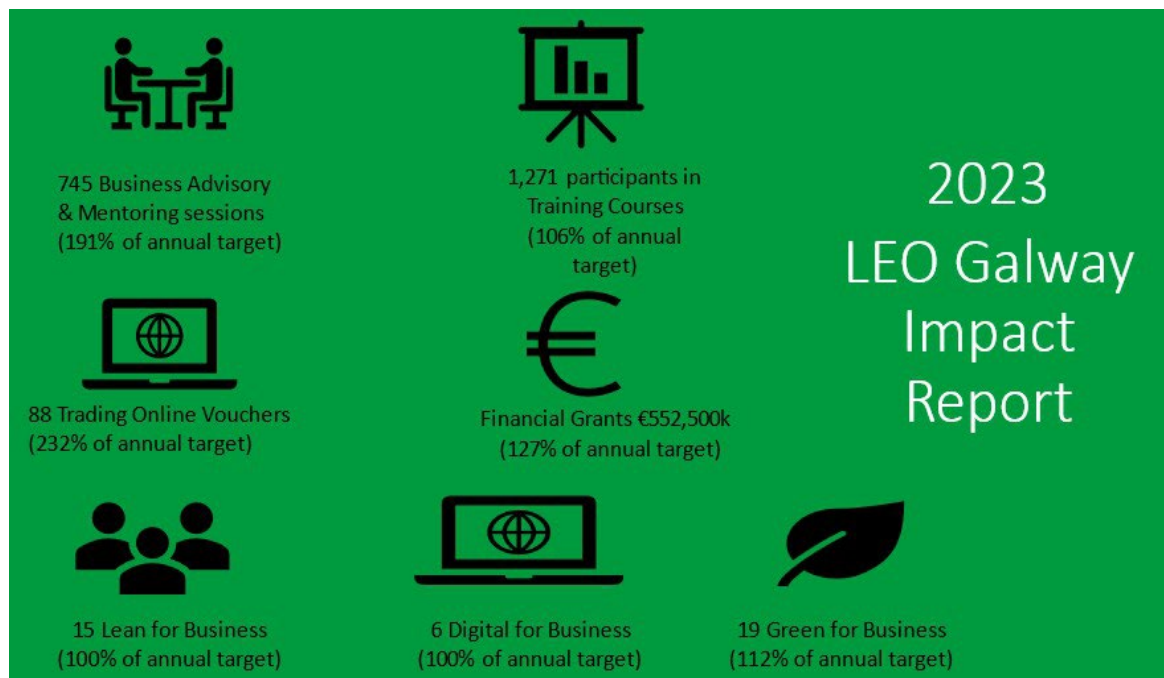 745 Business Advisory
& Mentoring sessions
(191% of annual target)
1,271 participants in
Training Courses
(106% of annual
target)
2023
LEO Galway
Impact
Report
88 Trading Online Vouchers
(232% of annual target)
Financial Grants €552,500k
(127% of annual target)
15 Lean for Business
(100% of annual target)
6 Digital for Business
(100% of annual target)
19 Green for Business
(112% of annual target)